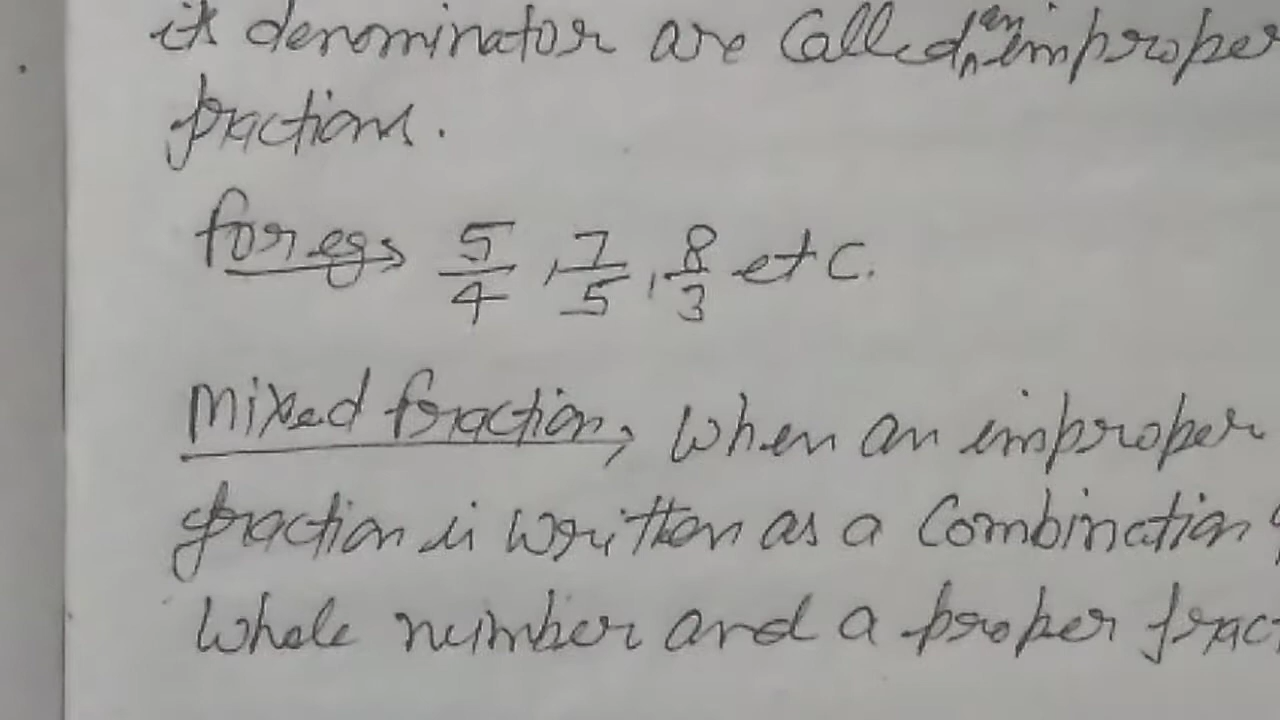 it denominator are called an improper
fractions.
for eg→ 5/4, 7/5, 8/3 etc.
Mixed fraction, When an improper
fraction is written as a Combination
Whole number and a proper frac